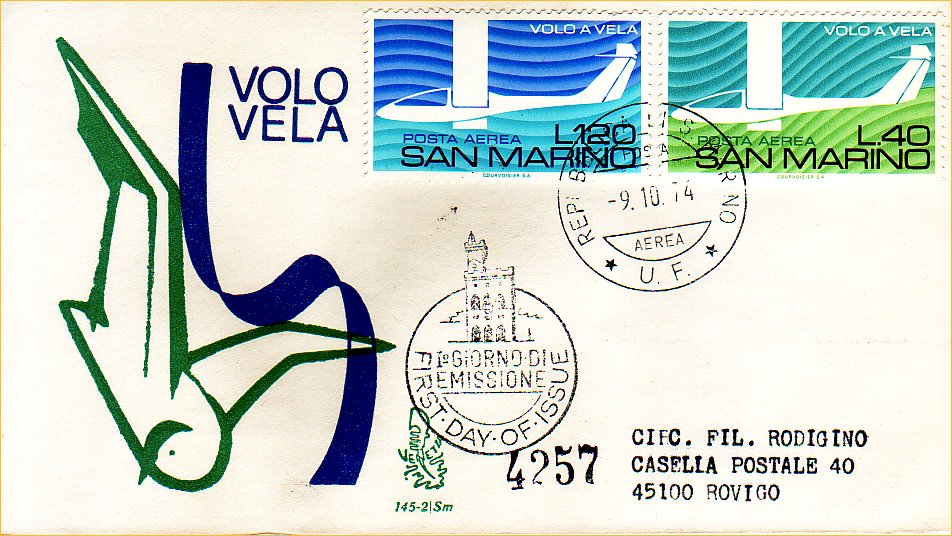 VOLO
VELA
VOLO A VELA
POSTA AEREA L.120
SAN MARINO
COURVOISIER S.A.
VOLO A VELA
POSTA AEREA L.40
SAN MARINO
COURVOISIER S.A.
-9.10.74
AEREA
U. F.
Iº GIORNO·DI
EMISSIONE
FIRST·DAY·OF·ISSUE
145-2|Sm
4257
CIRC. FIL. RODIGINO
CASELLA POSTALE 40
45100 ROVIGO